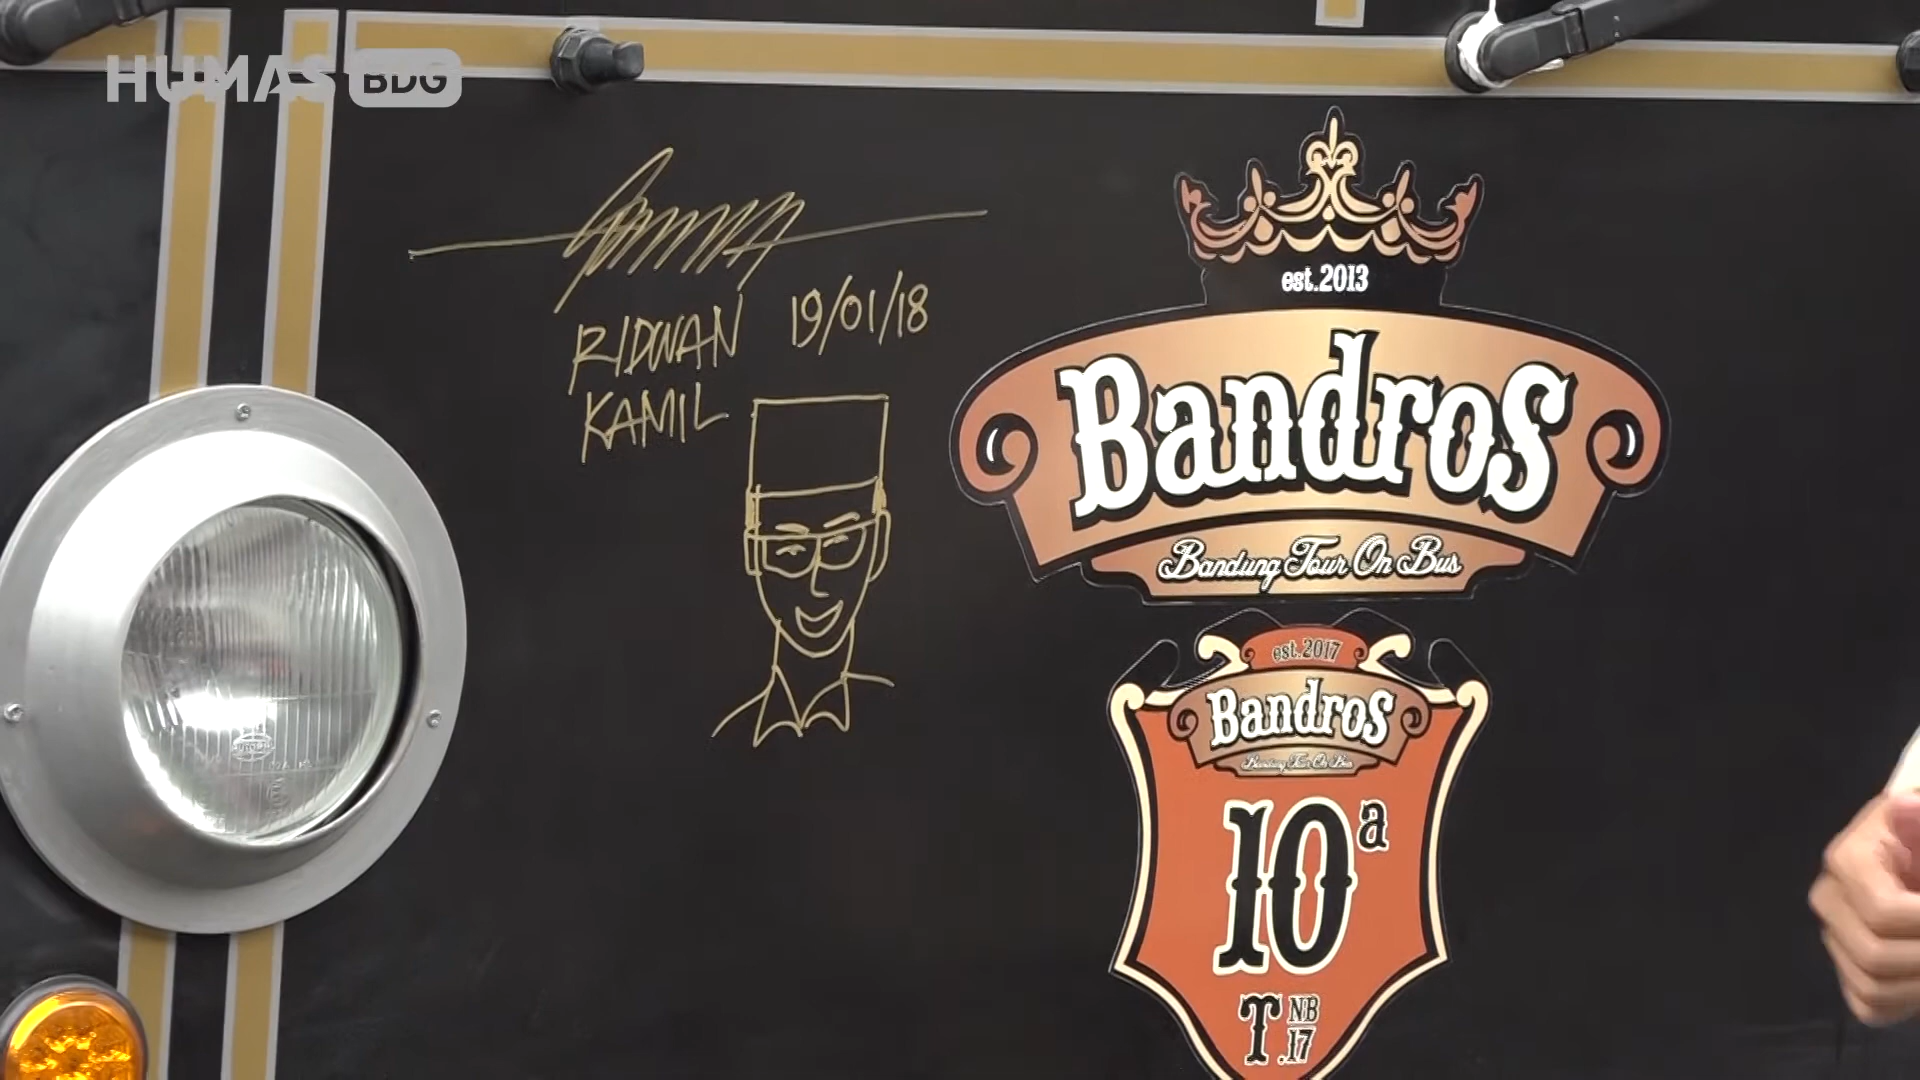 HUMAS BDG
RIDWAN
KAMIL
19/01/18
est.2013
Bandros
Bandung Tour On Bus
est.2017
Bandros
Bandung Tour On Bus
10a
T NB
.17